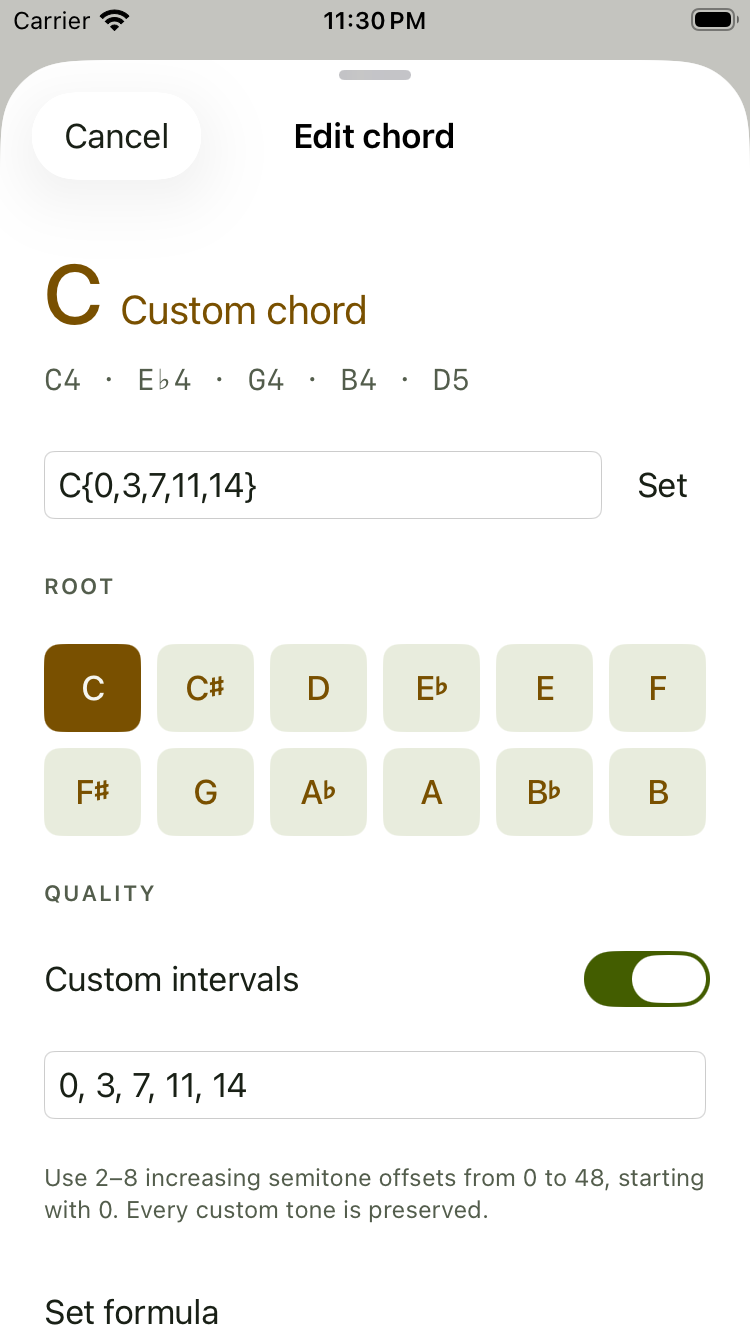 Carrier 11:30 PM
Cancel Edit chord
C Custom chord
C4 · E♭4 · G4 · B4 · D5
C{0,3,7,11,14} Set
ROOT
C C♯ D E♭ E F
F♯ G A♭ A B♭ B
QUALITY
Custom intervals
0, 3, 7, 11, 14
Use 2–8 increasing semitone offsets from 0 to 48, starting
with 0. Every custom tone is preserved.
Set formula